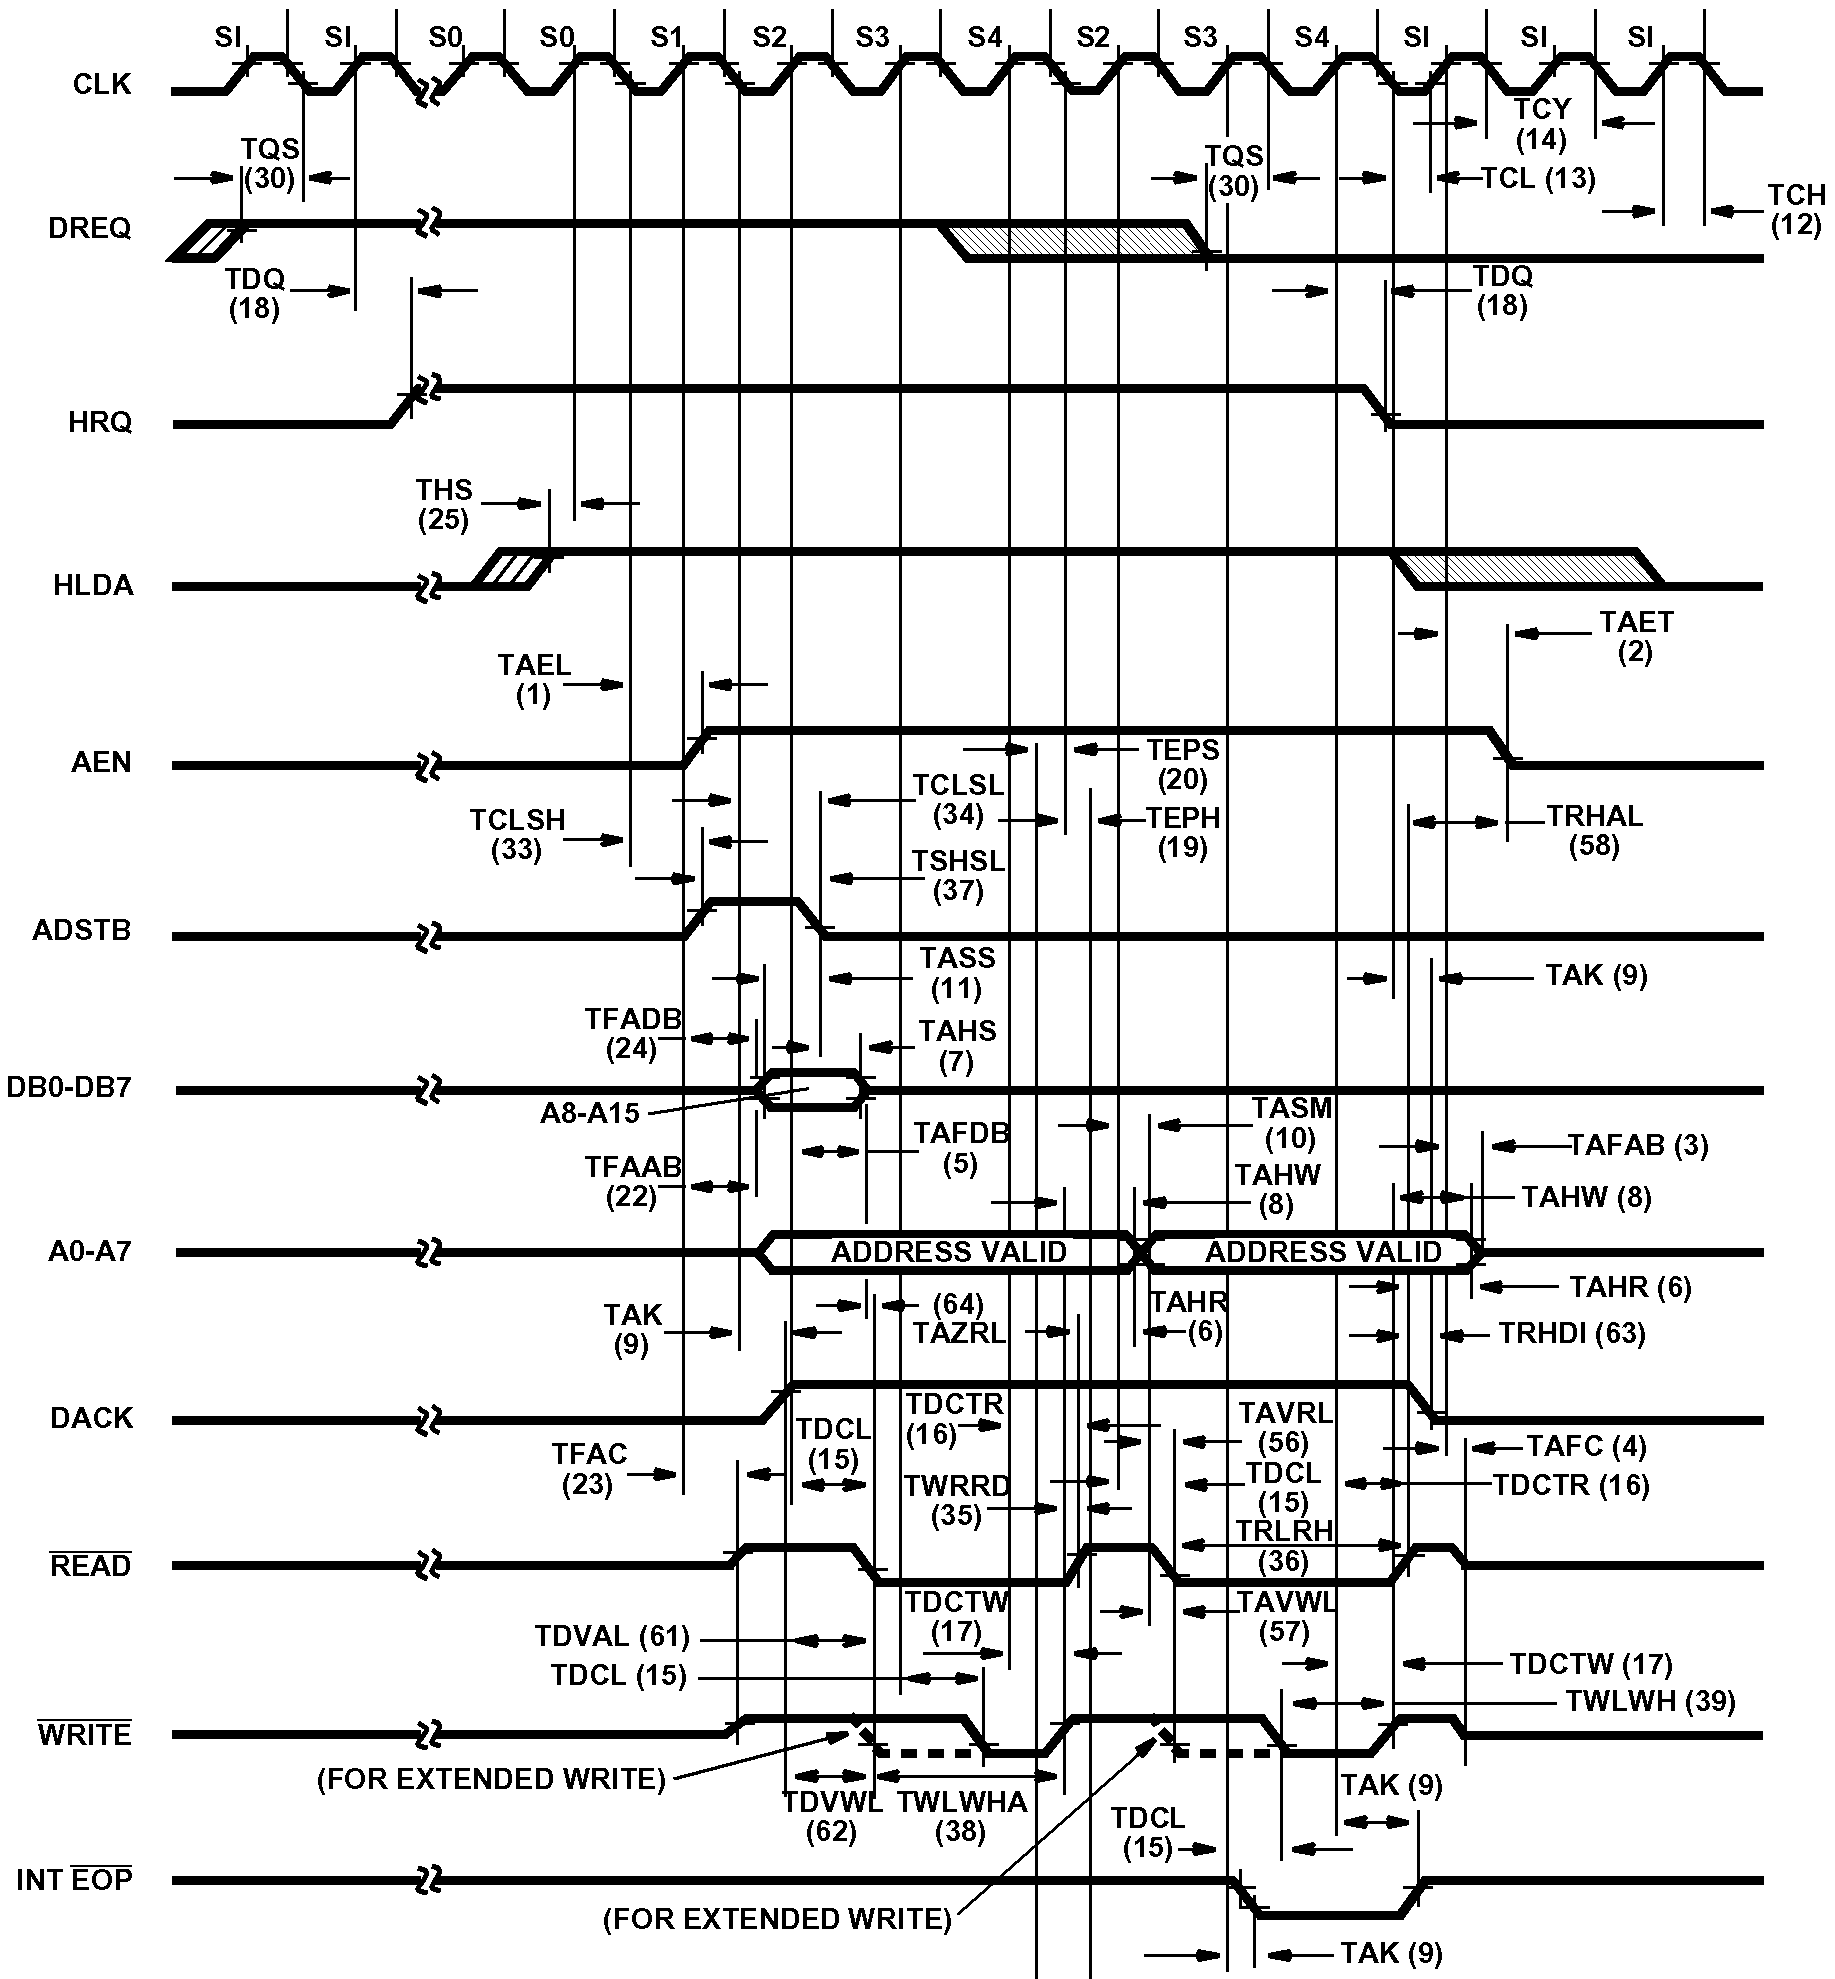 SI SI S0 S0 S1 S2 S3 S4 S2 S3 S4 SI SI SI
CLK
TCY
(14)
TQS
(30)
TQS
(30)
TCL (13)
TCH
(12)
DREQ
TDQ
(18)
TDQ
(18)
HRQ
THS
(25)
HLDA
TAET
(2)
TAEL
(1)
AEN
TEPS
(20)
TCLSL
(34)
TCLSH
(33)
TEPH
(19)
TRHAL
(58)
TSHSL
(37)
ADSTB
TASS
(11)
TAK (9)
TFADB
(24)
TAHS
(7)
DB0-DB7
A8-A15
TASM
(10)
TAFDB
(5)
TAFAB (3)
TFAAB
(22)
TAHW
(8)
TAHW (8)
A0-A7
ADDRESS VALID
ADDRESS VALID
TAHR (6)
TAK
(9)
(64)
TAZRL
TAHR
(6)
TRHDI (63)
DACK
TDCTR
(16)
TAVRL
(56)
TDCL
(15)
TFAC
(23)
TAFC (4)
TWRRD
(35)
TDCL
(15)
TDCTR (16)
TRLRH
(36)
READ
TDCTW
(17)
TAVWL
(57)
TDVAL (61)
TDCL (15)
TDCTW (17)
TWLWH (39)
WRITE
(FOR EXTENDED WRITE)
TDVWL
(62)
TWLWHA
(38)
TAK (9)
TDCL
(15)
INT EOP
(FOR EXTENDED WRITE)
TAK (9)